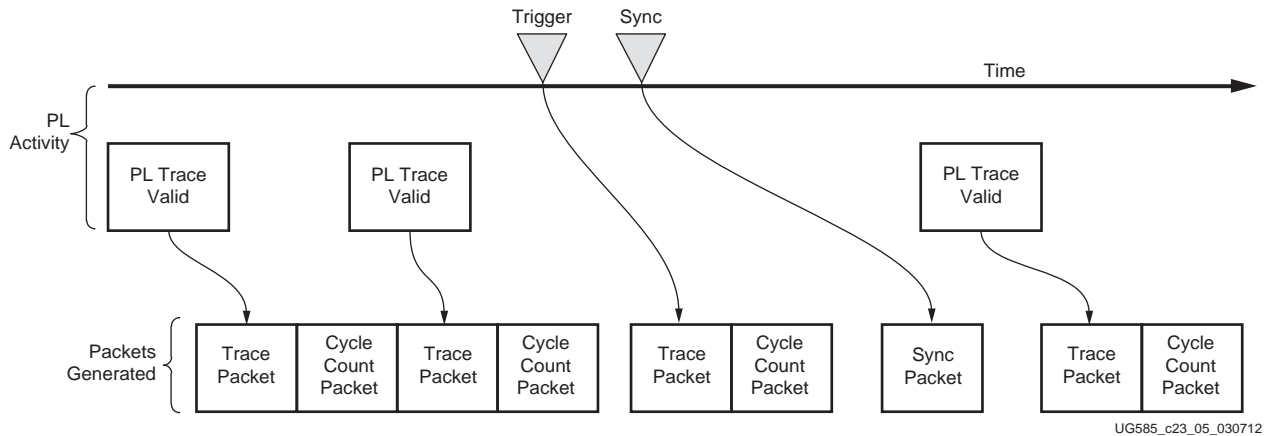 Trigger
Sync
Time
PL
Activity
PL Trace
Valid
PL Trace
Valid
PL Trace
Valid
Packets
Generated
Trace
Packet
Cycle
Count
Packet
Trace
Packet
Cycle
Count
Packet
Trace
Packet
Cycle
Count
Packet
Sync
Packet
Trace
Packet
Cycle
Count
Packet
UG585_c23_05_030712